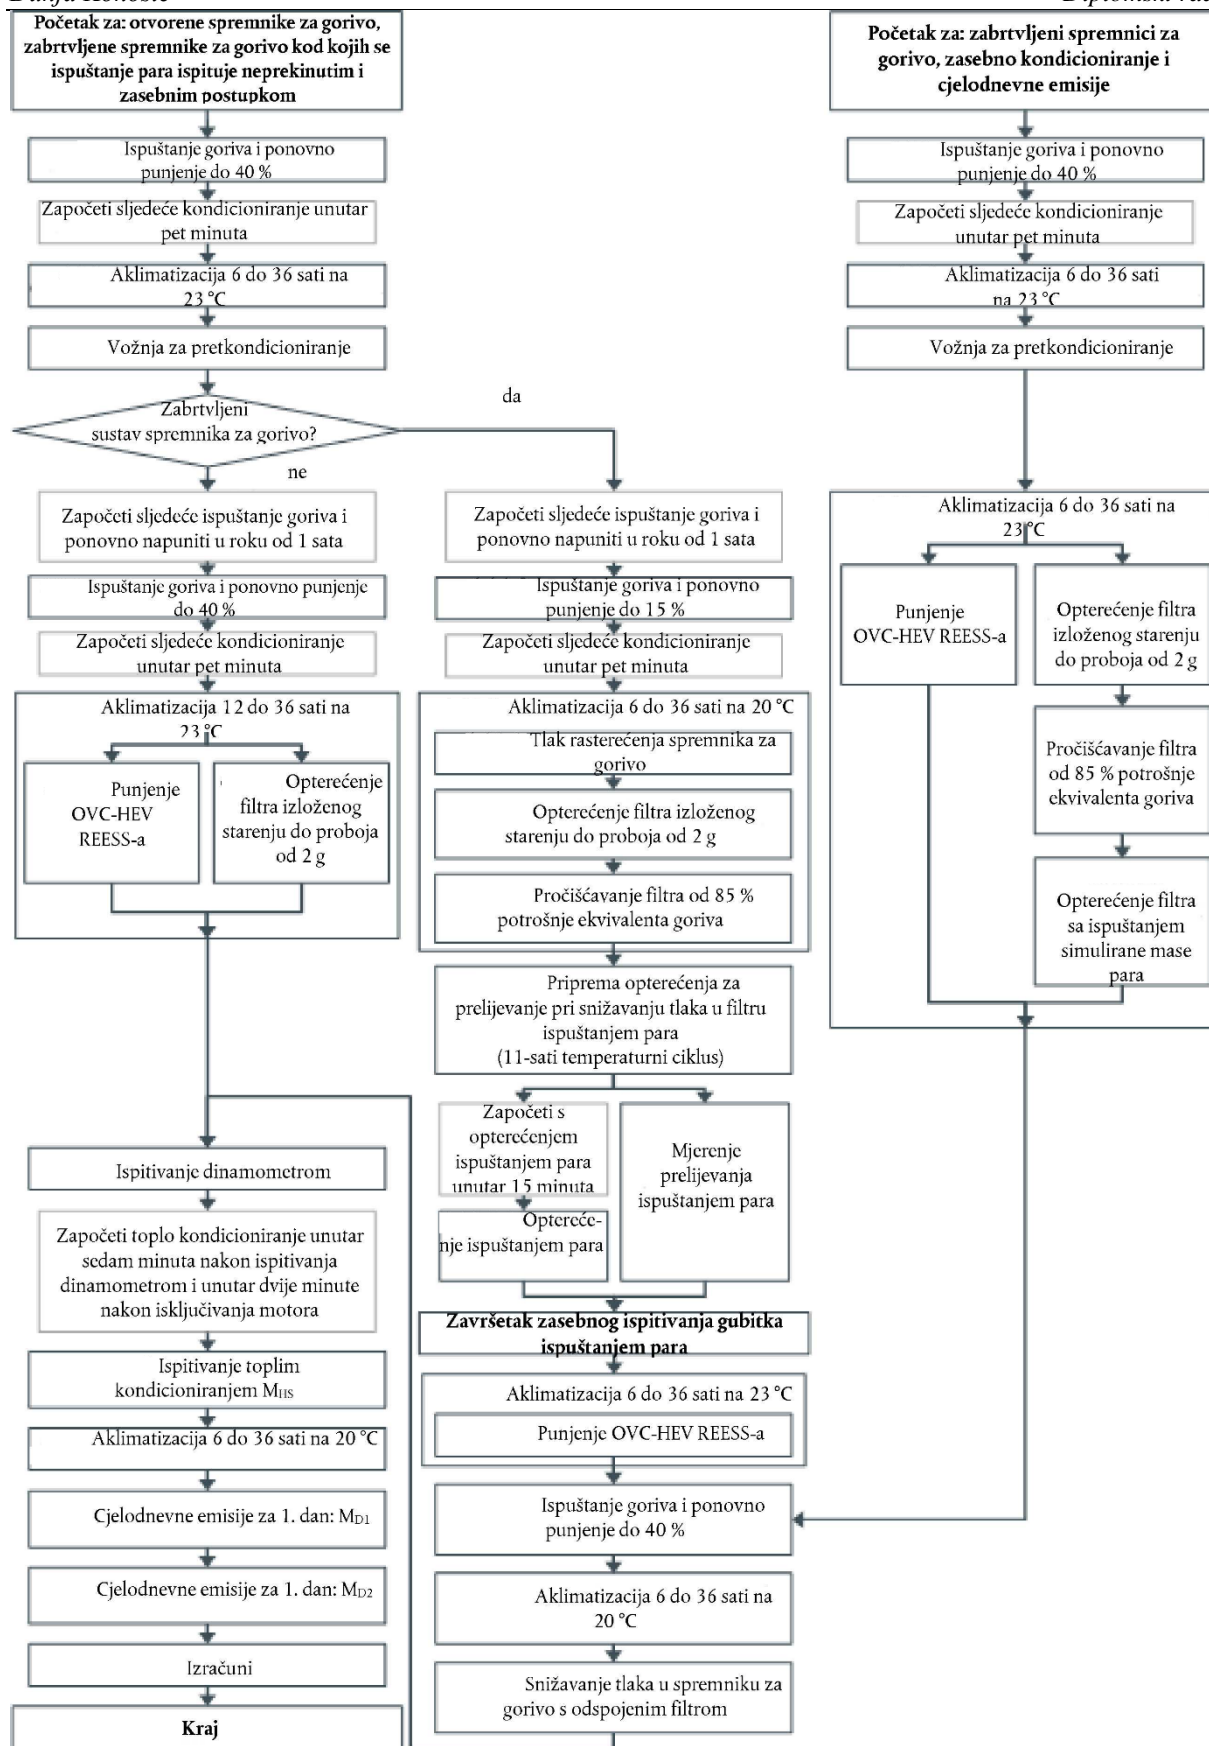 Početak za: otvorene spremnike za gorivo,
zabrtvljene spremnike za gorivo kod kojih se
ispuštanje para ispituje neprekinutim i
zasebnim postupkom
Ispuštanje goriva i ponovno
punjenje do 40 %
Započeti sljedeće kondicioniranje unutar
pet minuta
Aklimatizacija 6 do 36 sati na
23 °C
Vožnja za pretkondicioniranje
Zabrtvljeni
sustav spremnika za gorivo?
da
ne
Započeti sljedeće ispuštanje goriva i
ponovno napuniti u roku od 1 sata
Ispuštanje goriva i ponovno punjenje
do 40 %
Započeti sljedeće kondicioniranje
unutar pet minuta
Aklimatizacija 12 do 36 sati na
23 °C
Punjenje
OVC-HEV
REESS-a
Opterećenje
filtra izloženog
starenju do proboja
od 2 g
Ispitivanje dinamometrom
Započeti toplo kondicioniranje unutar
sedam minuta nakon ispitivanja
dinamometrom i unutar dvije minute
nakon isključivanja motora
Ispitivanje toplim
kondicioniranjem MHS
Aklimatizacija 6 do 36 sati na 20 °C
Cjelodnevne emisije za 1. dan: MD1
Cjelodnevne emisije za 1. dan: MD2
Izračuni
Kraj
Započeti sljedeće ispuštanje goriva i
ponovno napuniti u roku od 1 sata
Ispuštanje goriva i ponovno
punjenje do 15 %
Započeti sljedeće kondicioniranje
unutar pet minuta
Aklimatizacija 6 do 36 sati na 20 °C
Tlak rasterećenja spremnika za
gorivo
Opterećenje filtra izloženog
starenju do proboja od 2 g
Pročišćavanje filtra od 85 %
potrošnje ekvivalenta goriva
Priprema opterećenja za
prelijevanje pri snižavanju tlaka u filtru
ispuštanjem para
(11-sati temperaturni ciklus)
Započeti s
opterećenjem
ispuštanjem para
unutar 15 minuta
Optereće-
nje ispuštanjem para
Mjerenje
prelijevanja
ispuštanjem para
Završetak zasebnog ispitivanja gubitka
ispuštanjem para
Aklimatizacija 6 do 36 sati na 23 °C
Punjenje OVC-HEV REESS-a
Ispuštanje goriva i ponovno
punjenje do 40 %
Aklimatizacija 6 do 36 sati na
20 °C
Snižavanje tlaka u spremniku za
gorivo s odspojenim filtrom
Početak za: zabrtvljeni spremnici za
gorivo, zasebno kondicioniranje i
cjelodnevne emisije
Ispuštanje goriva i ponovno
punjenje do 40 %
Započeti sljedeće kondicioniranje
unutar pet minuta
Aklimatizacija 6 do 36 sati
na 23 °C
Vožnja za pretkondicioniranje
Aklimatizacija 6 do 36 sati na
23 °C
Punjenje
OVC-HEV REESS-a
Opterećenje filtra
izloženog starenju
do proboja od 2 g
Pročišćavanje filtra
od 85 % potrošnje
ekvivalenta goriva
Opterećenje filtra
sa ispuštanjem
simulirane mase
para